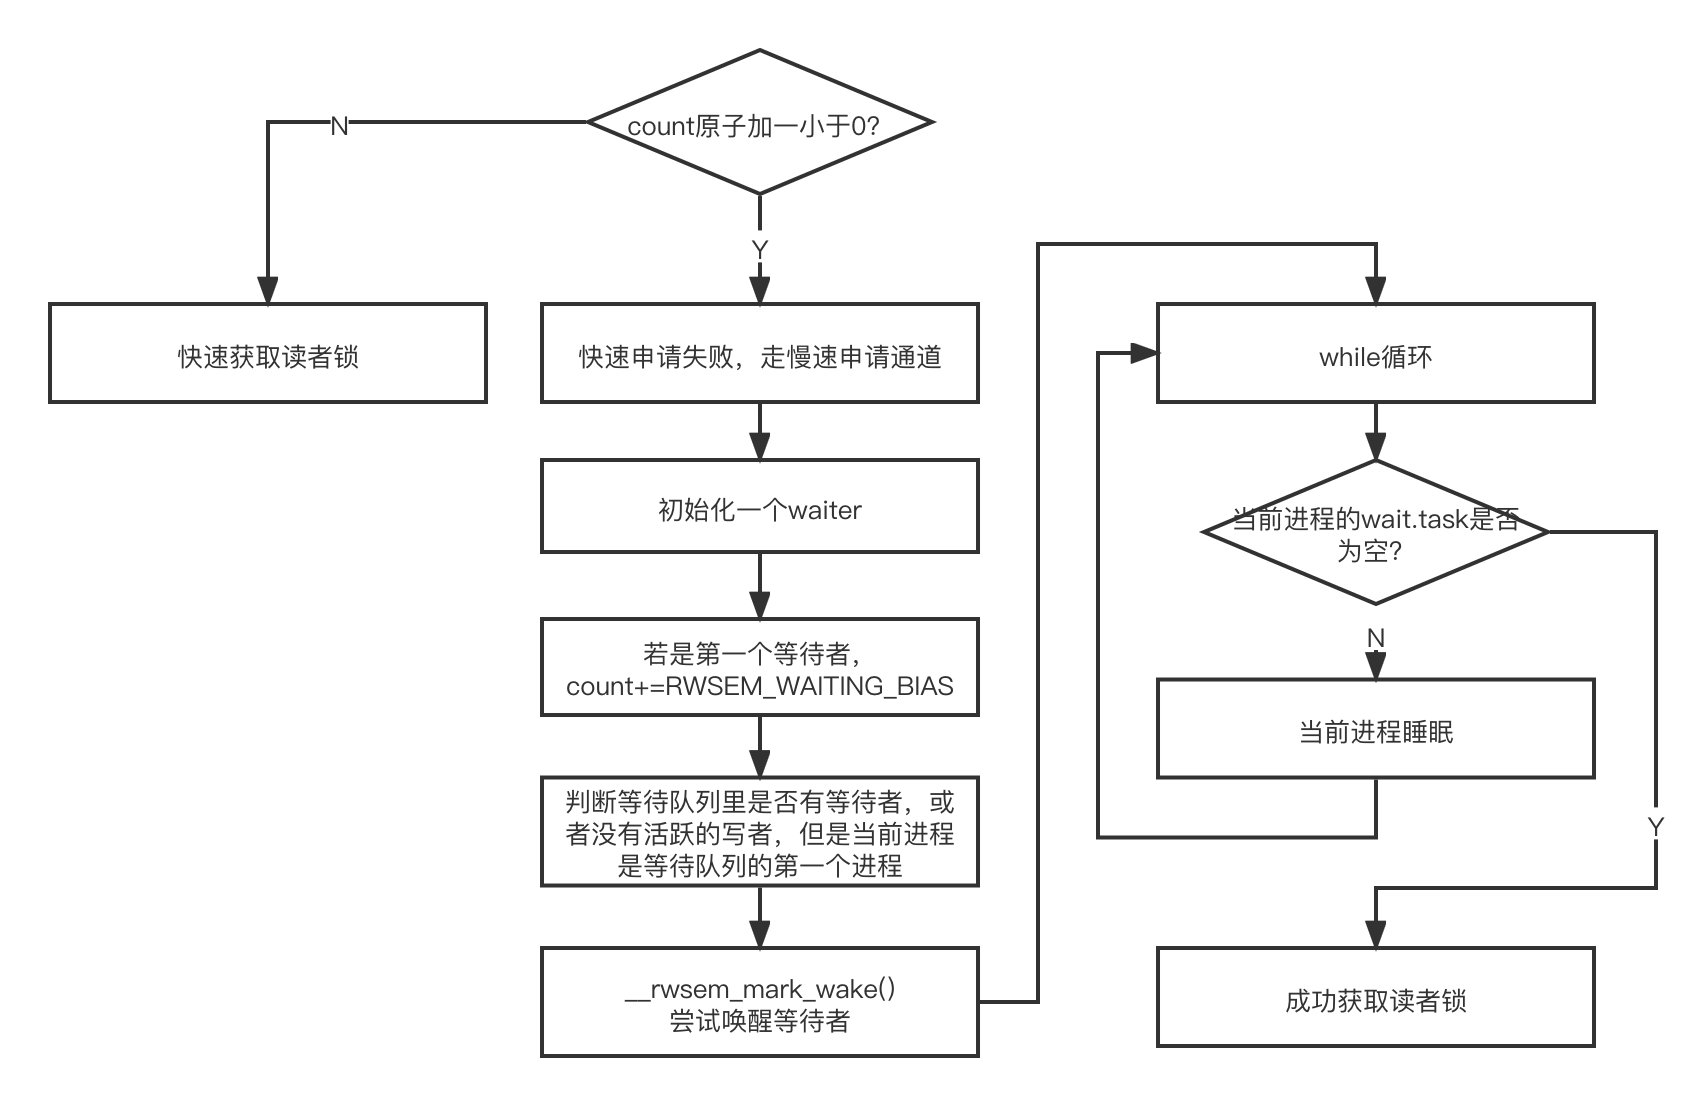 count原子加一小于0?
N
Y
快速获取读者锁
快速申请失败，走慢速申请通道
初始化一个waiter
若是第一个等待者，
count+=RWSEM_WAITING_BIAS
判断等待队列里是否有等待者，或
者没有活跃的写者，但是当前进程
是等待队列的第一个进程
__rwsem_mark_wake()
尝试唤醒等待者
while循环
当前进程的wait.task是否
为空?
N
当前进程睡眠
Y
成功获取读者锁